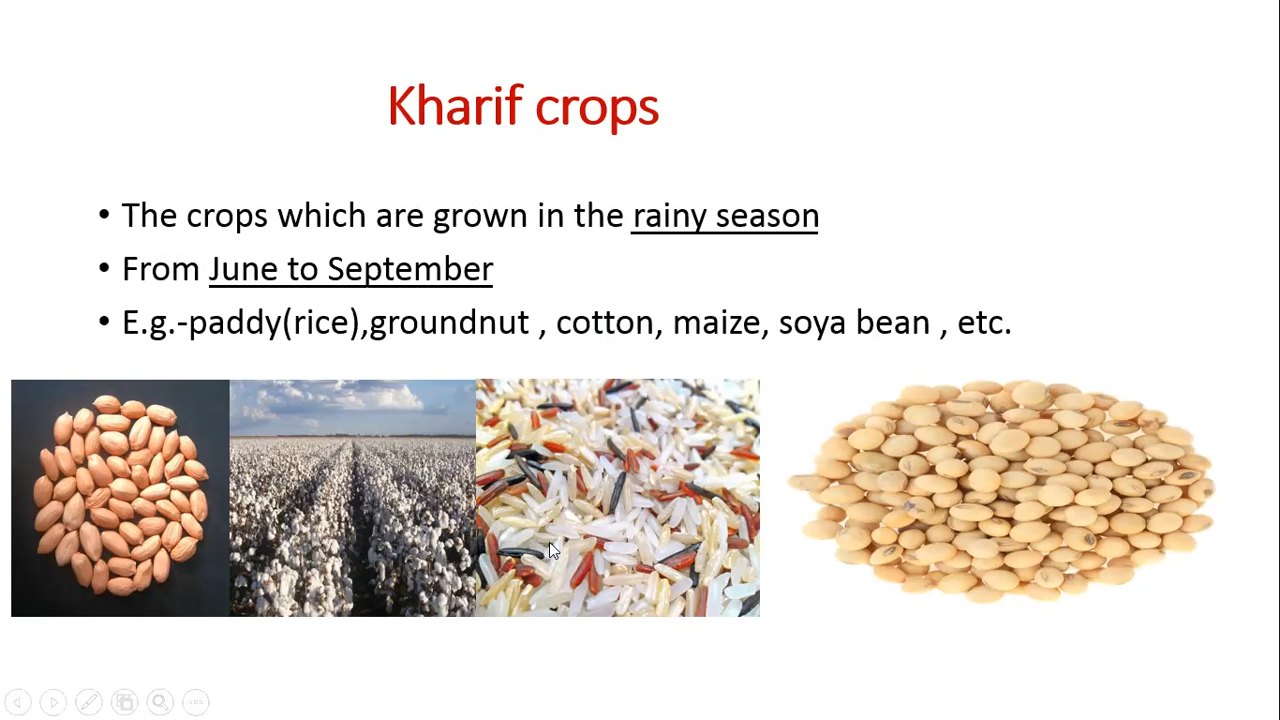 Kharif crops
• The crops which are grown in the rainy season
• From June to September
• E.g.-paddy(rice),groundnut , cotton, maize, soya bean , etc.